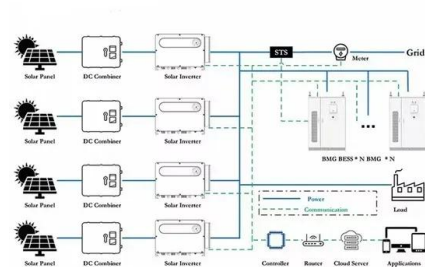 STS
Grid
Meter
Solar Panel
DC Combiner
Solar Inverter
Solar Panel
DC Combiner
Solar Inverter
BMG BESS * N BMG * N
Solar Panel
DC Combiner
Solar Inverter
Power
Communication
Load
Solar Panel
DC Combiner
Solar Inverter
Controller
Router
Cloud Server
Applications